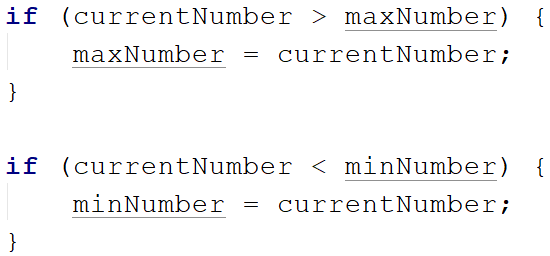 if (currentNumber > maxNumber) {
    maxNumber = currentNumber;
}

if (currentNumber < minNumber) {
    minNumber = currentNumber;
}